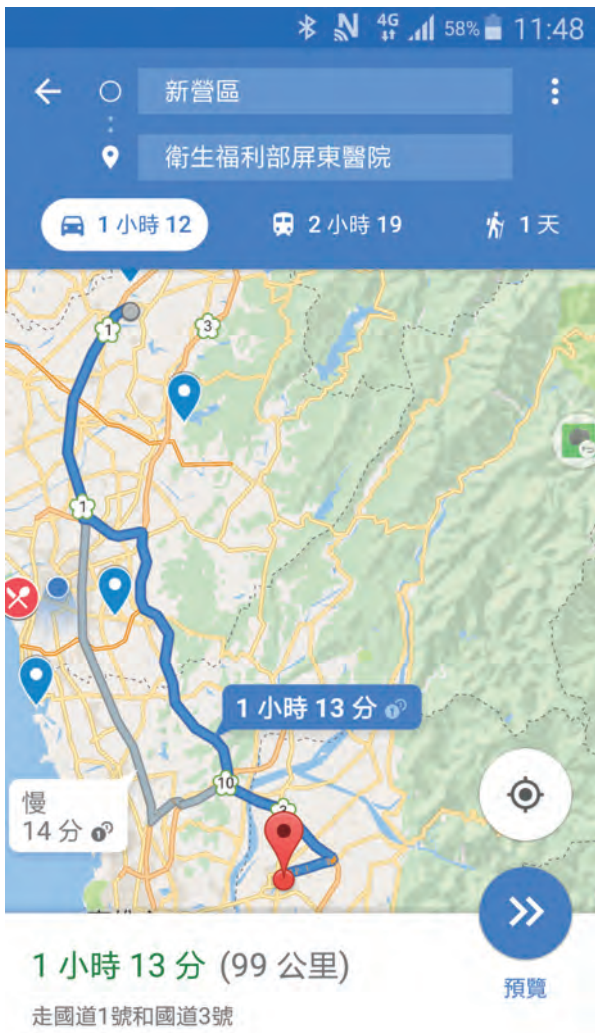 4G 58% 11:48
新營區
衛生福利部屏東醫院
1 小時 12 2 小時 19 1 天
1
3
1
1 小時 13 分
10
慢
14 分
3
1 小時 13 分 (99 公里)
預覽
走國道1號和國道3號